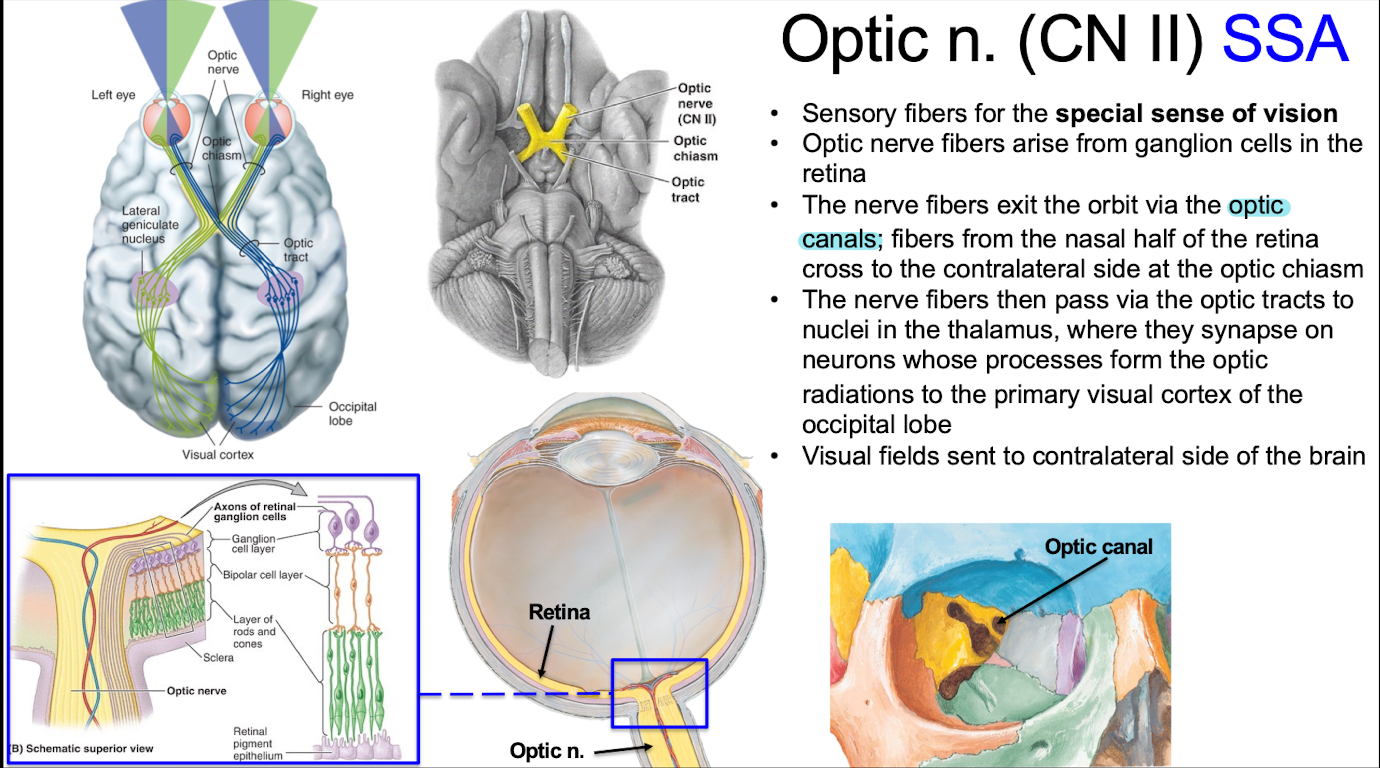 Optic n. (CN II) SSA
• Sensory fibers for the special sense of vision
• Optic nerve fibers arise from ganglion cells in the
retina
• The nerve fibers exit the orbit via the optic
canals; fibers from the nasal half of the retina
cross to the contralateral side at the optic chiasm
• The nerve fibers then pass via the optic tracts to
nuclei in the thalamus, where they synapse on
neurons whose processes form the optic
radiations to the primary visual cortex of the
occipital lobe
• Visual fields sent to contralateral side of the brain
Optic
nerve
Left eye
Right eye
Optic
chiasm
Lateral
geniculate
nucleus
Optic
tract
Occipital
lobe
Visual cortex
Optic
nerve
(CN II)
Optic
chiasm
Optic
tract
Axons of retinal
ganglion cells
Ganglion
cell layer
Bipolar cell layer
Layer of
rods and
cones
Sclera
Optic nerve
Retinal
pigment
epithelium
(B) Schematic superior view
Retina
Optic n.
Optic canal